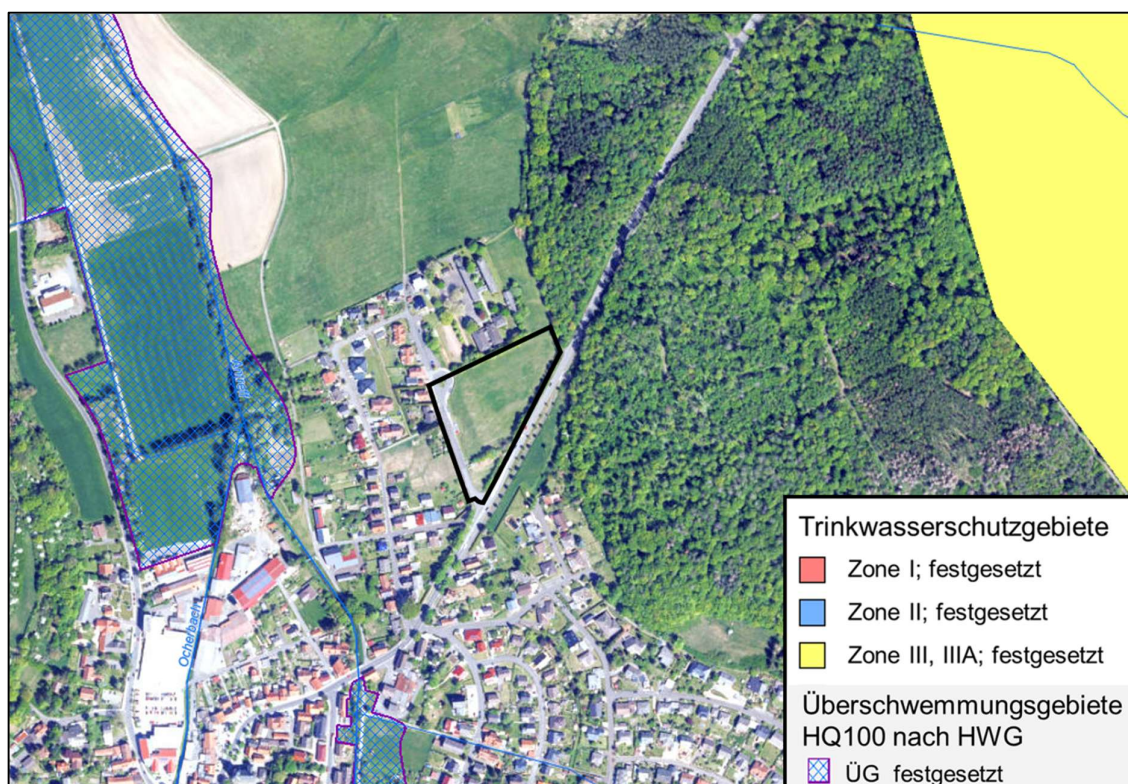 Ocherbach
Trinkwasserschutzgebiete
Zone I; festgesetzt
Zone II; festgesetzt
Zone III, IIIA; festgesetzt
Überschwemmungsgebiete
HQ100 nach HWG
ÜG festgesetzt